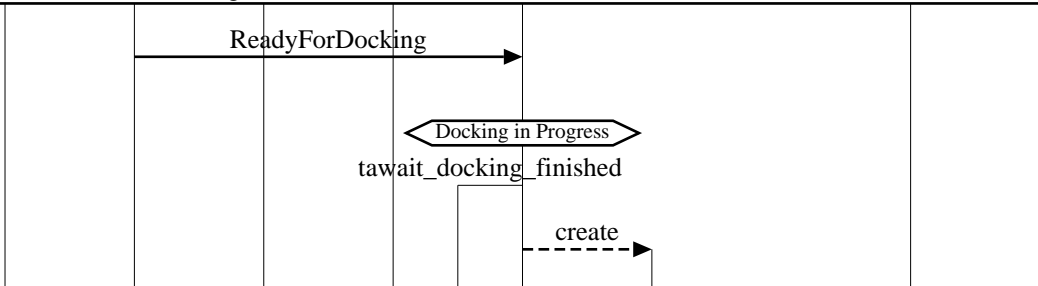 ReadyForDocking
Docking in Progress
tawait_docking_finished
create